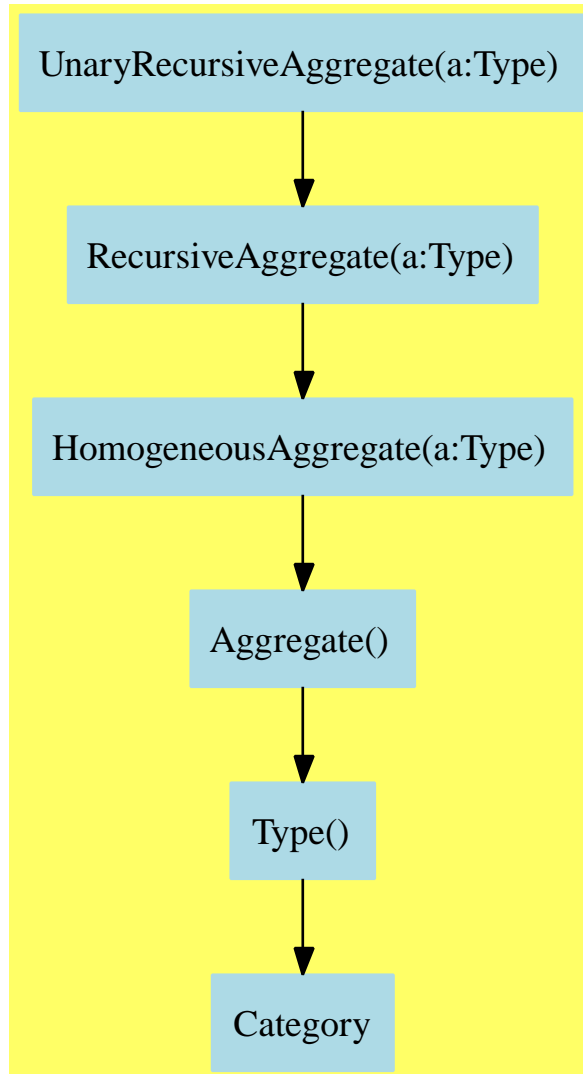 UnaryRecursiveAggregate(a:Type)
RecursiveAggregate(a:Type)
HomogeneousAggregate(a:Type)
Aggregate()
Type()
Category